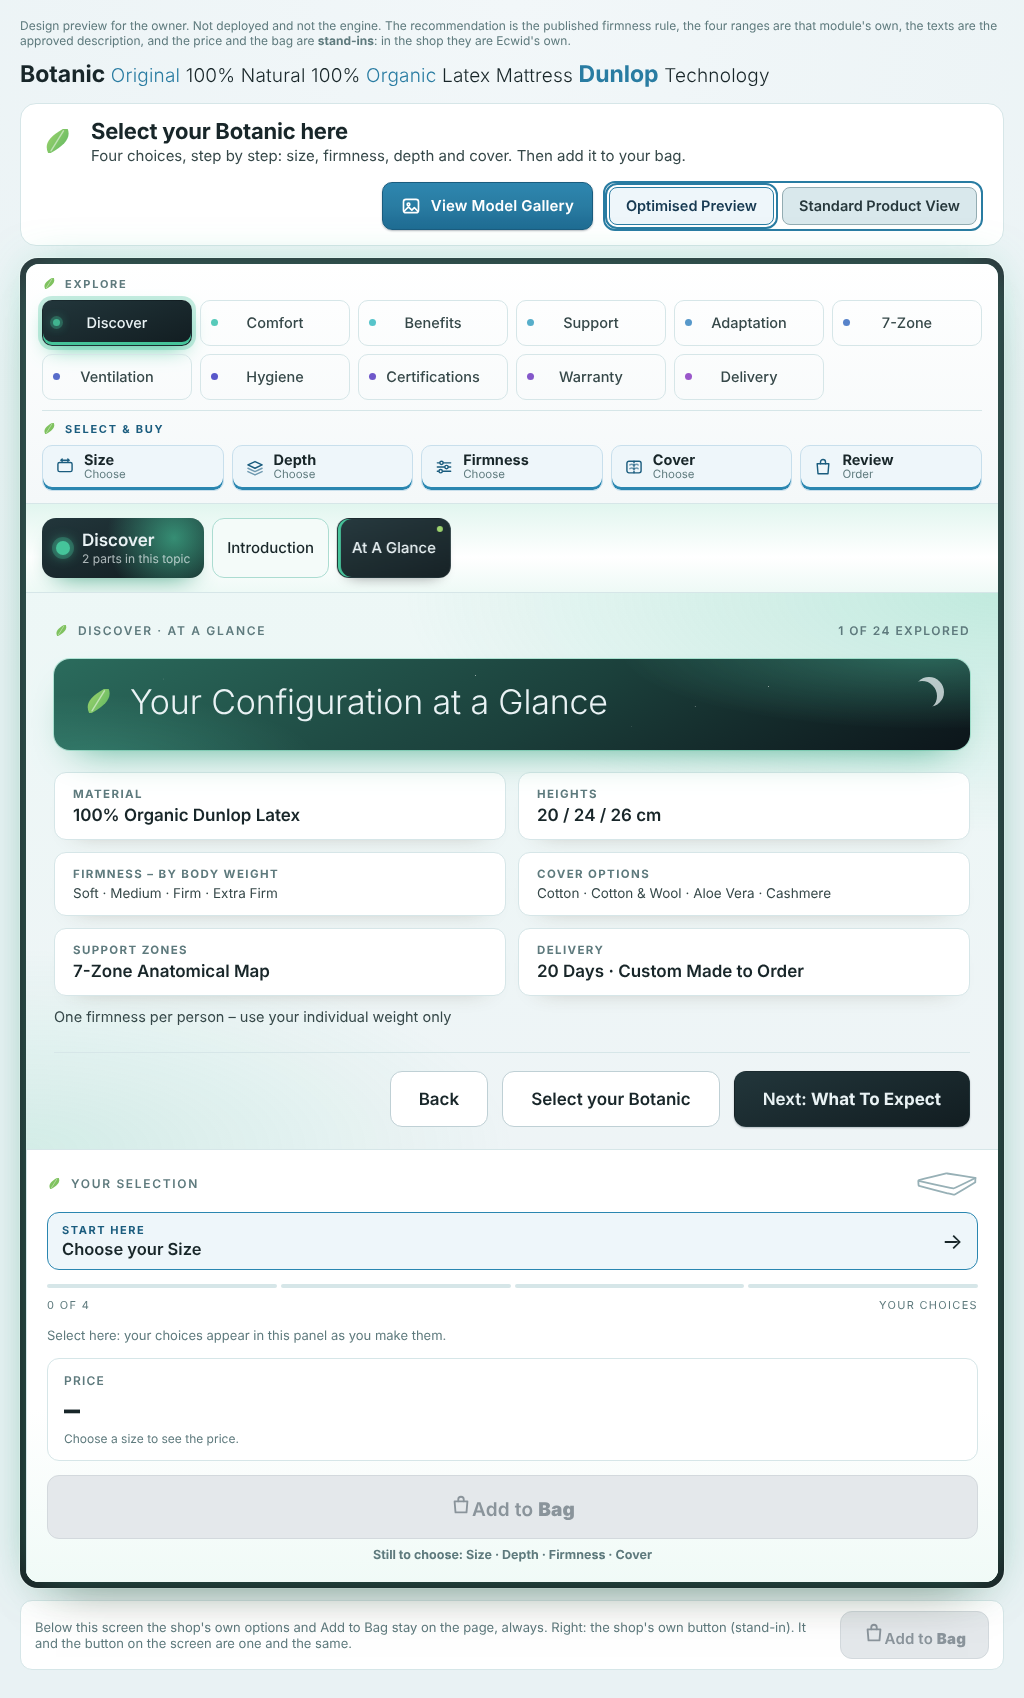 Design preview for the owner. Not deployed and not the engine. The recommendation is the published firmness rule, the four ranges are that module's own, the texts are the
approved description, and the price and the bag are stand-ins: in the shop they are Ecwid's own.
Botanic Original 100% Natural 100% Organic Latex Mattress Dunlop Technology
Select your Botanic here
Four choices, step by step: size, firmness, depth and cover. Then add it to your bag.
View Model Gallery
Optimised Preview
Standard Product View
EXPLORE
Discover
Comfort
Benefits
Support
Adaptation
7-Zone
Ventilation
Hygiene
Certifications
Warranty
Delivery
SELECT & BUY
Size
Choose
Depth
Choose
Firmness
Choose
Cover
Choose
Review
Order
Discover
2 parts in this topic
Introduction
At A Glance
DISCOVER · AT A GLANCE
1 OF 24 EXPLORED
Your Configuration at a Glance
MATERIAL
100% Organic Dunlop Latex
HEIGHTS
20 / 24 / 26 cm
FIRMNESS – BY BODY WEIGHT
Soft · Medium · Firm · Extra Firm
COVER OPTIONS
Cotton · Cotton & Wool · Aloe Vera · Cashmere
SUPPORT ZONES
7-Zone Anatomical Map
DELIVERY
20 Days · Custom Made to Order
One firmness per person – use your individual weight only
Back
Select your Botanic
Next: What To Expect
YOUR SELECTION
START HERE
Choose your Size
0 OF 4
YOUR CHOICES
Select here: your choices appear in this panel as you make them.
PRICE
–
Choose a size to see the price.
Add to Bag
Still to choose: Size · Depth · Firmness · Cover
Below this screen the shop's own options and Add to Bag stay on the page, always. Right: the shop's own button (stand-in). It
and the button on the screen are one and the same.
Add to Bag